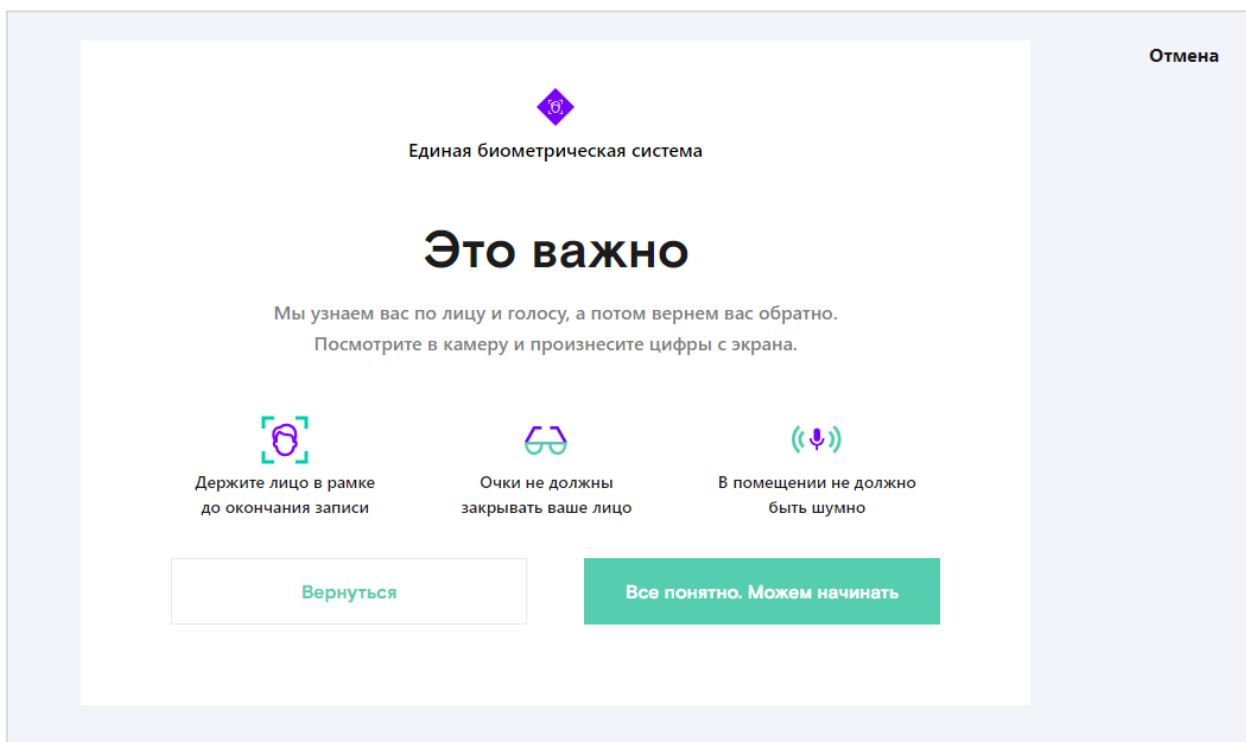 Отмена
Единая биометрическая система
Это важно
Мы узнаем вас по лицу и голосу, а потом вернем вас обратно.
Посмотрите в камеру и произнесите цифры с экрана.
Держите лицо в рамке
до окончания записи
Очки не должны
закрывать ваше лицо
В помещении не должно
быть шумно
Вернуться
Все понятно. Можем начинать